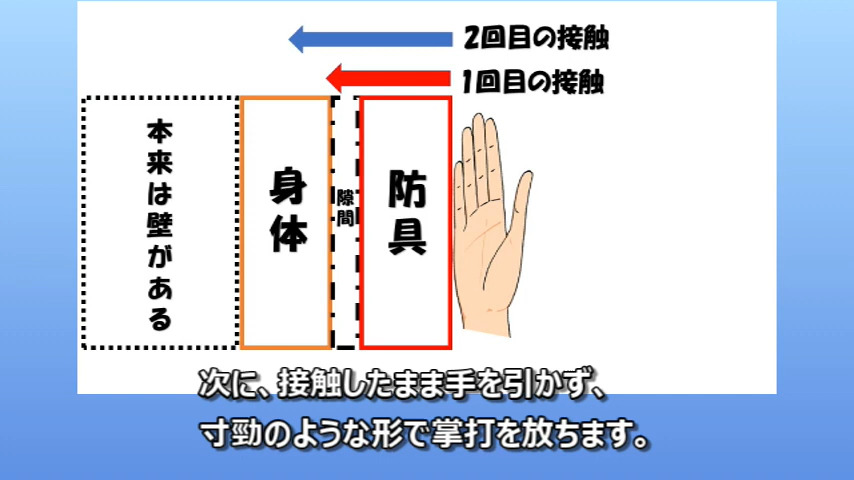 2回目の接触
1回目の接触
本来は壁がある
身体
隙間
防具
次に、接触したまま手を引かず、
寸勁のような形で掌打を放ちます。